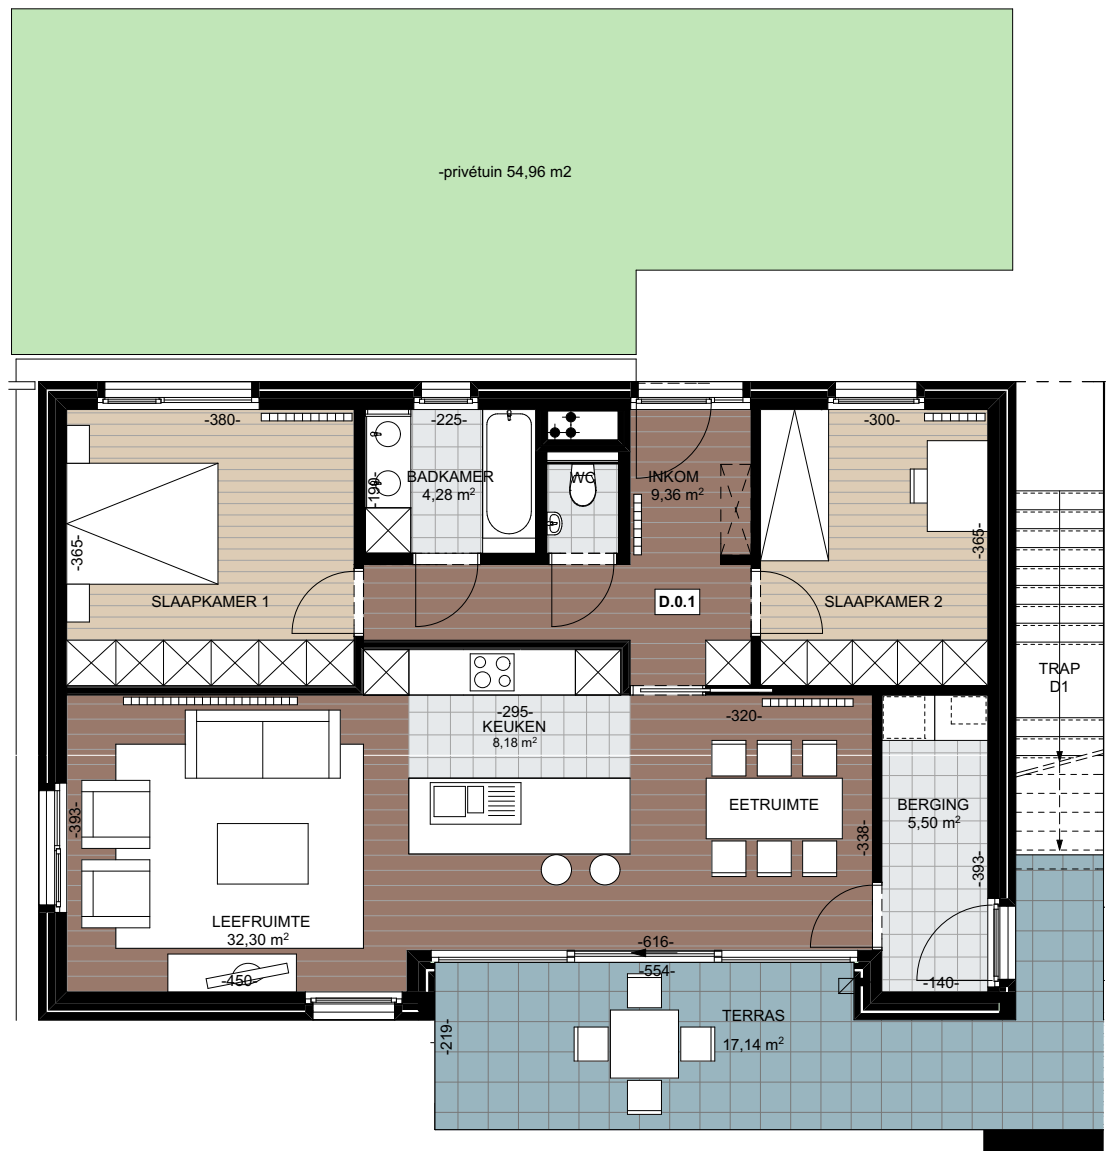 -privétuin 54,96 m2
-380-
-225-
-300-
BADKAMER
4,28 m²
-190-
WC
INKOM
9,36 m²
-365-
-365-
SLAAPKAMER 1
D.0.1
SLAAPKAMER 2
TRAP
D1
-295-
KEUKEN
8,18 m²
-320-
-393-
EETRUIMTE
-338-
BERGING
5,50 m²
-393-
LEEFRUIMTE
32,30 m²
-450-
-616-
-554-
-140-
-219-
TERRAS
17,14 m²